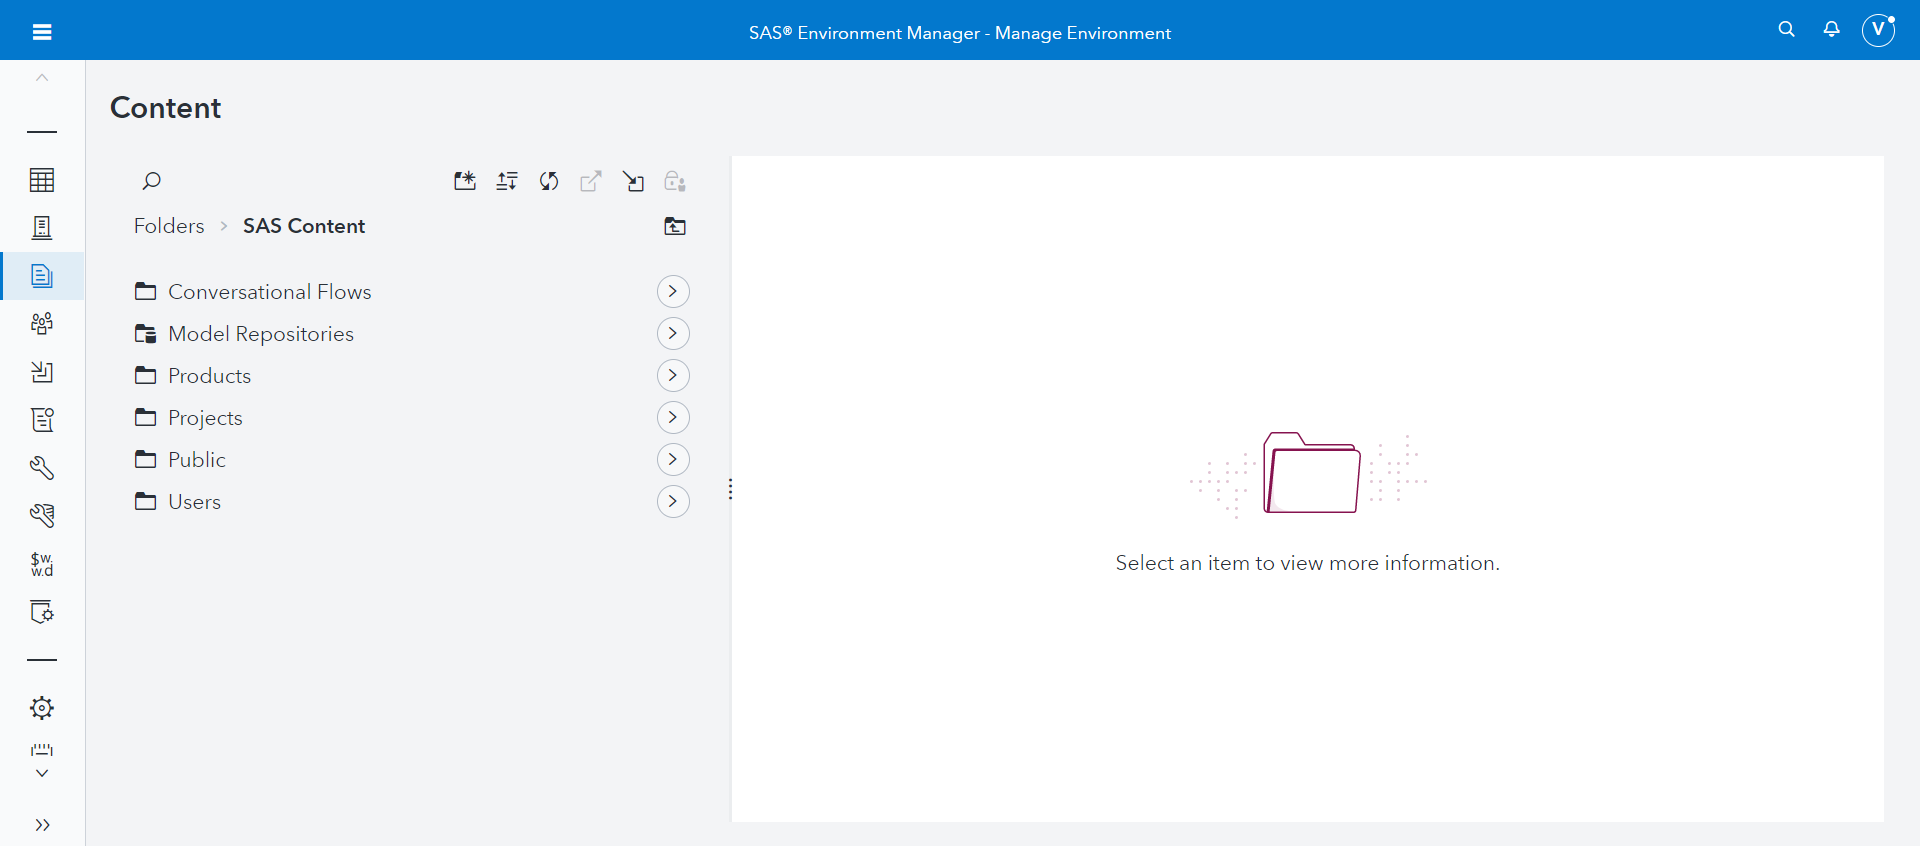 SAS® Environment Manager - Manage Environment
V
Content
Folders > SAS Content
Conversational Flows
Model Repositories
Products
Projects
Public
Users
$w.
w.d
Select an item to view more information.